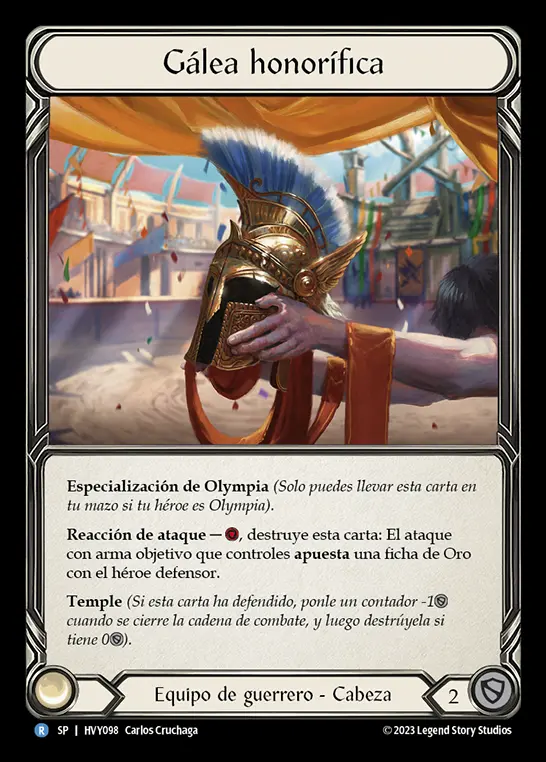 Gálea honorífica
Especialización de Olympia (Solo puedes llevar esta carta en
tu mazo si tu héroe es Olympia).
Reacción de ataque — , destruye esta carta: El ataque
con arma objetivo que controles apuesta una ficha de Oro
con el héroe defensor.
Temple (Si esta carta ha defendido, ponle un contador -1
cuando se cierre la cadena de combate, y luego destrúyela si
tiene 0).
Equipo de guerrero - Cabeza
2
R SP | HVY098 Carlos Cruchaga
© 2023 Legend Story Studios